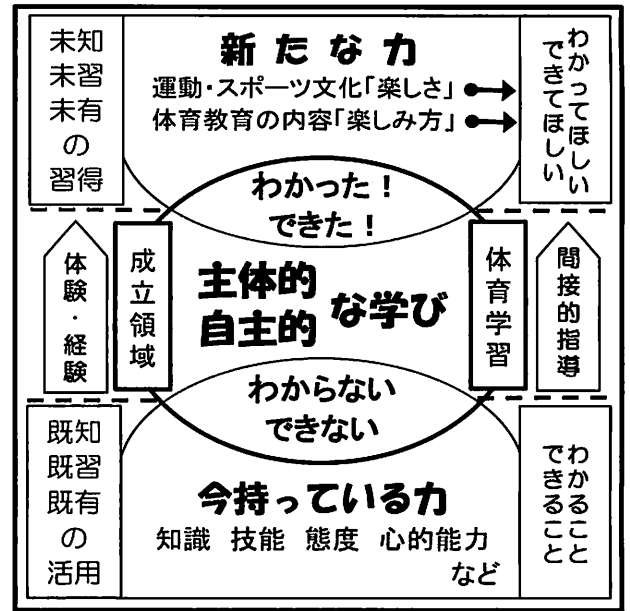 未知
未習
未有
の
習得
新たな力
運動・スポーツ文化「楽しさ」
体育教育の内容「楽しみ方」
わかってほしい
できてほしい
わかった！
できた！
体験・経験
成立領域
主体的
自主的
な学び
体育学習
間接的指導
わからない
できない
既知
既習
既有
の
活用
今持っている力
知識 技能 態度 心的能力
など
わかること
できること